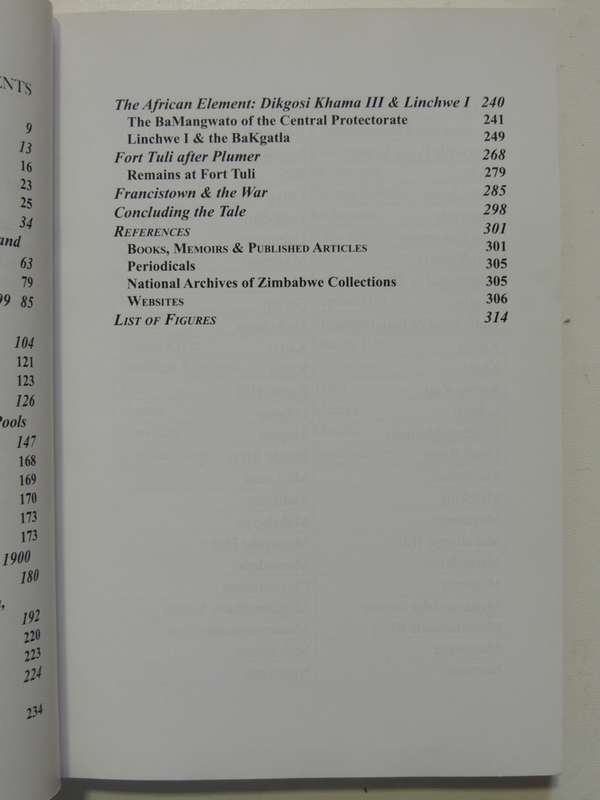 ENTS
9
13
16
23
25
34
and
63
79
99 85
104
121
123
126
Pools
147
168
169
170
173
173
1900
180
192
220
223
224
234
The African Element: Dikgosi Khama III & Linchwe I 240
The BaMangwato of the Central Protectorate 241
Linchwe I & the BaKgatla 249
Fort Tuli after Plumer 268
Remains at Fort Tuli 279
Francistown & the War 285
Concluding the Tale 298
References 301
Books, Memoirs & Published Articles 301
Periodicals 305
National Archives of Zimbabwe Collections 305
Websites 306
List of Figures 314